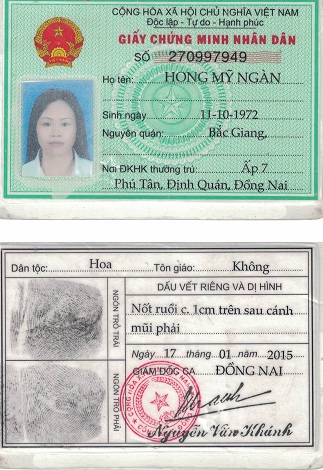 CỘNG HÒA XÃ HỘI CHỦ NGHĨA VIỆT NAM
Độc lập - Tự do - Hạnh phúc
GIẤY CHỨNG MINH NHÂN DÂN
SỐ 270997949
Họ tên: HONG MỸ NGÀN
Sinh ngày 11-10-1972
Nguyên quán: Bắc Giang,
Nơi ĐKHK thường trú: Ấp 7
Phú Tân, Định Quán, Đồng Nai
Dân tộc: Hoa Tôn giáo: Không
NGÓN TRỎ TRÁI
NGÓN TRỎ PHẢI
DẤU VẾT RIÊNG VÀ DỊ HÌNH
Nốt ruồi c. 1cm trên sau cánh
mũi phải
Ngày 17 tháng 01 năm 2015
GIÁM ĐỐC CA ĐỒNG NAI
Nguyễn Văn Khánh